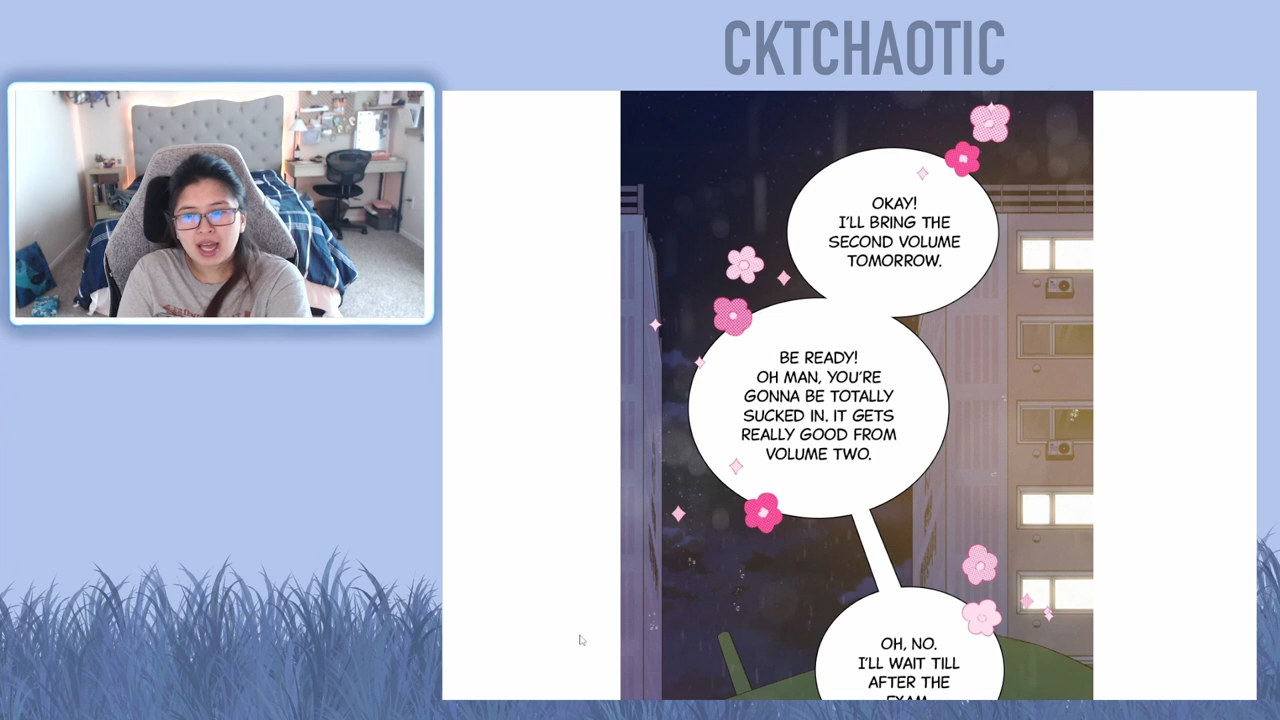 CKTCHAOTIC
OKAY!
I'LL BRING THE
SECOND VOLUME
TOMORROW.
BE READY!
OH MAN, YOU'RE
GONNA BE TOTALLY
SUCKED IN. IT GETS
REALLY GOOD FROM
VOLUME TWO.
OH, NO.
I'LL WAIT TILL
AFTER THE
EXAM